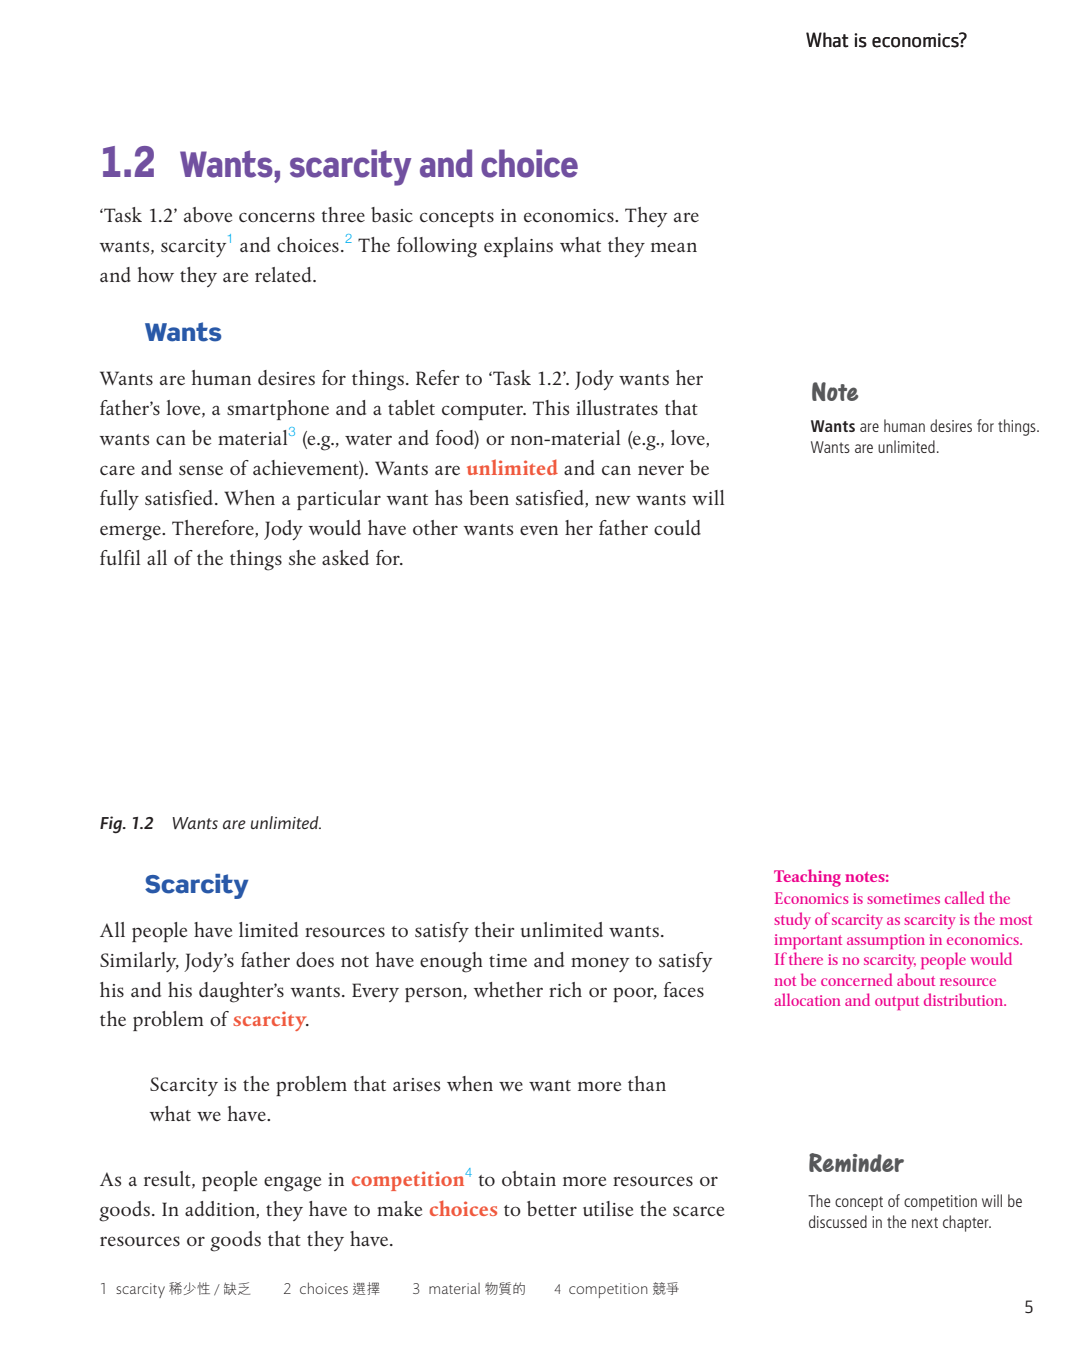 What is economics?
1.2 Wants, scarcity and choice
‘Task 1.2’ above concerns three basic concepts in economics. They are
wants, scarcity1 and choices.2 The following explains what they mean
and how they are related.
Wants
Wants are human desires for things. Refer to ‘Task 1.2’. Jody wants her
father’s love, a smartphone and a tablet computer. This illustrates that
wants can be material3 (e.g., water and food) or non-material (e.g., love,
care and sense of achievement). Wants are unlimited and can never be
fully satisfied. When a particular want has been satisfied, new wants will
emerge. Therefore, Jody would have other wants even her father could
fulfil all of the things she asked for.
Note
Wants are human desires for things.
Wants are unlimited.
Fig. 1.2 Wants are unlimited.
Scarcity
All people have limited resources to satisfy their unlimited wants.
Similarly, Jody’s father does not have enough time and money to satisfy
his and his daughter’s wants. Every person, whether rich or poor, faces
the problem of scarcity.
Teaching notes:
Economics is sometimes called the
study of scarcity as scarcity is the most
important assumption in economics.
If there is no scarcity, people would
not be concerned about resource
allocation and output distribution.
Scarcity is the problem that arises when we want more than
what we have.
As a result, people engage in competition4 to obtain more resources or
goods. In addition, they have to make choices to better utilise the scarce
resources or goods that they have.
Reminder
The concept of competition will be
discussed in the next chapter.
1 scarcity 稀少性 / 缺乏 2 choices 選擇 3 material 物質的 4 competition 競爭
5